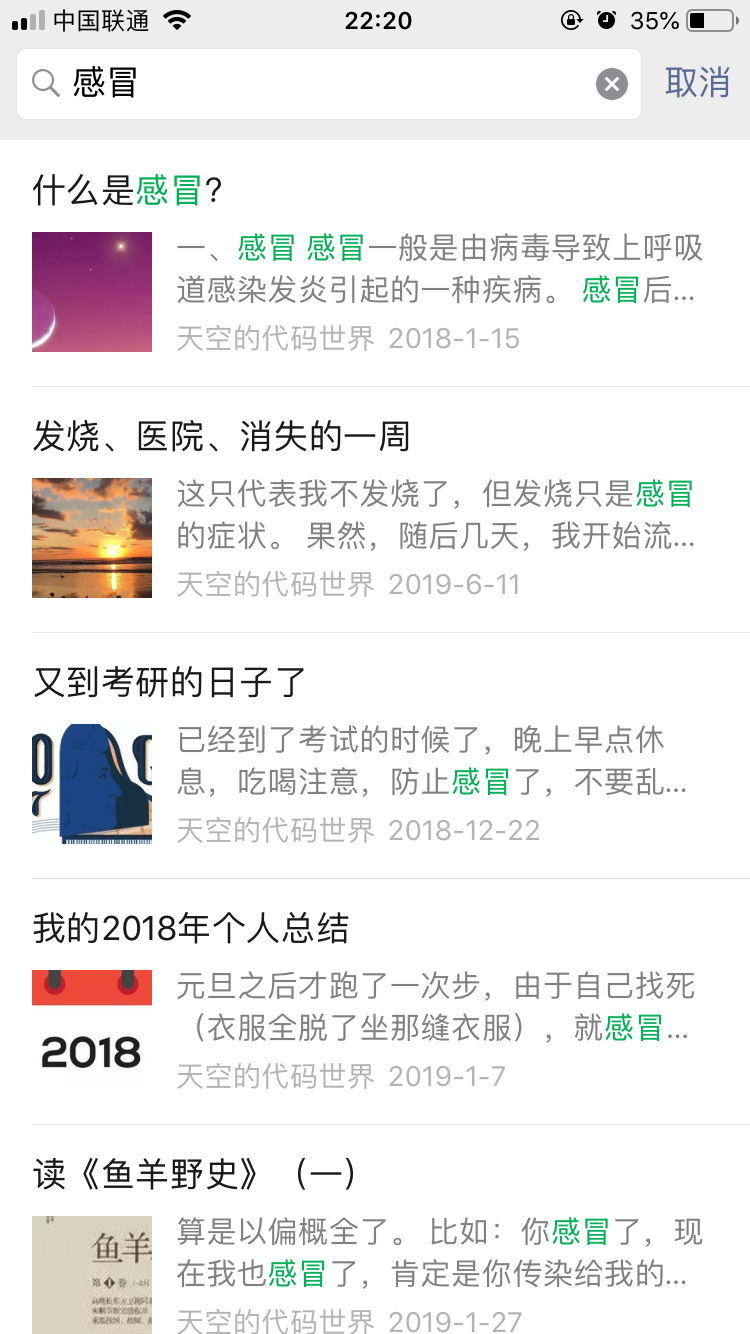 中国联通 22:20 35%
感冒 取消
什么是感冒?
一、感冒 感冒一般是由病毒导致上呼吸
道感染发炎引起的一种疾病。 感冒后...
天空的代码世界 2018-1-15
发烧、医院、消失的一周
这只代表我不发烧了，但发烧只是感冒
的症状。 果然，随后几天，我开始流...
天空的代码世界 2019-6-11
又到考研的日子了
已经到了考试的时候了，晚上早点休
息，吃喝注意，防止感冒了，不要乱...
天空的代码世界 2018-12-22
我的2018年个人总结
2018
元旦之后才跑了一次步，由于自己找死
（衣服全脱了坐那缝衣服），就感冒...
天空的代码世界 2019-1-7
读《鱼羊野史》（一）
鱼羊
第1卷
算是以偏概全了。 比如：你感冒了，现
在我也感冒了，肯定是你传染给我的...
天空的代码世界 2019-1-27